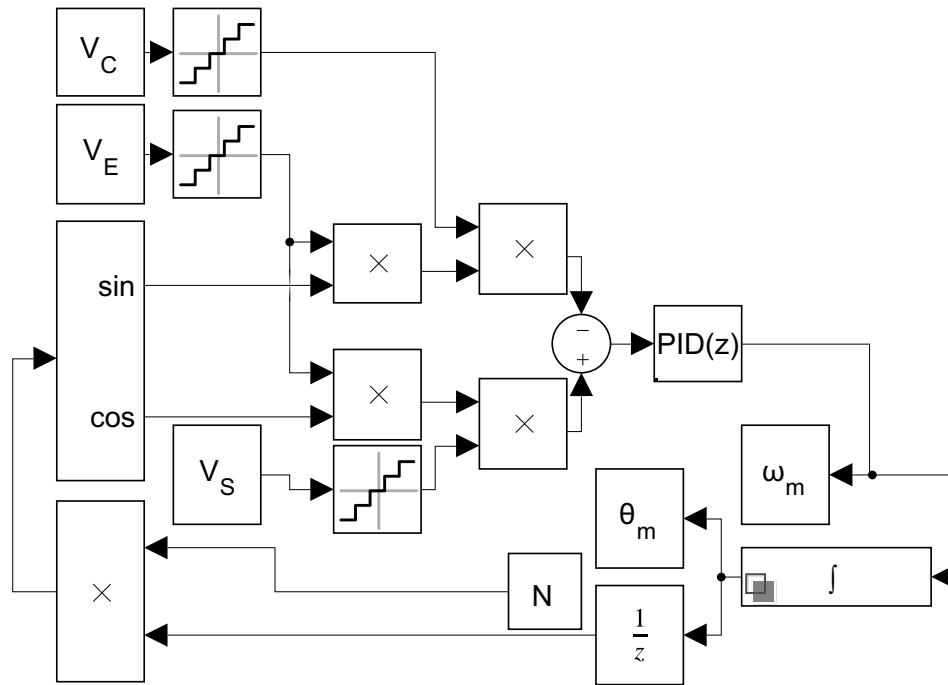 V_C
V_E
×
×
sin
−
PID(z)
+
×
×
cos
V_S
ω_m
θ_m
×
N
1/z
∫